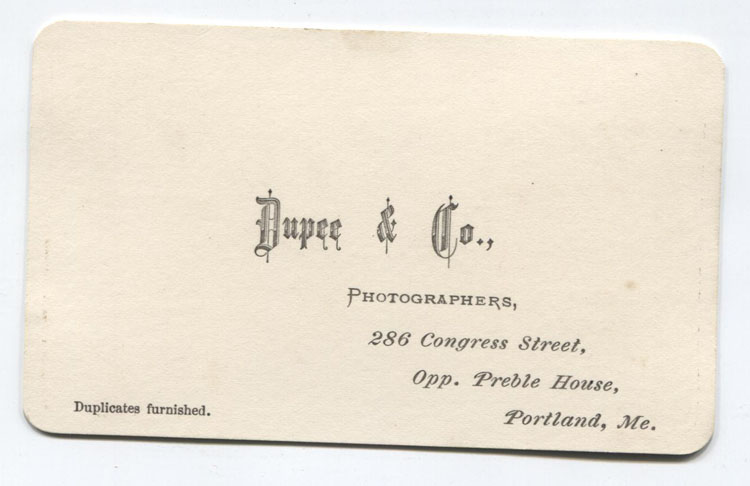 Dupee & Co.,
Photographers,
286 Congress Street,
Opp. Preble House,
Portland, Me.
Duplicates furnished.